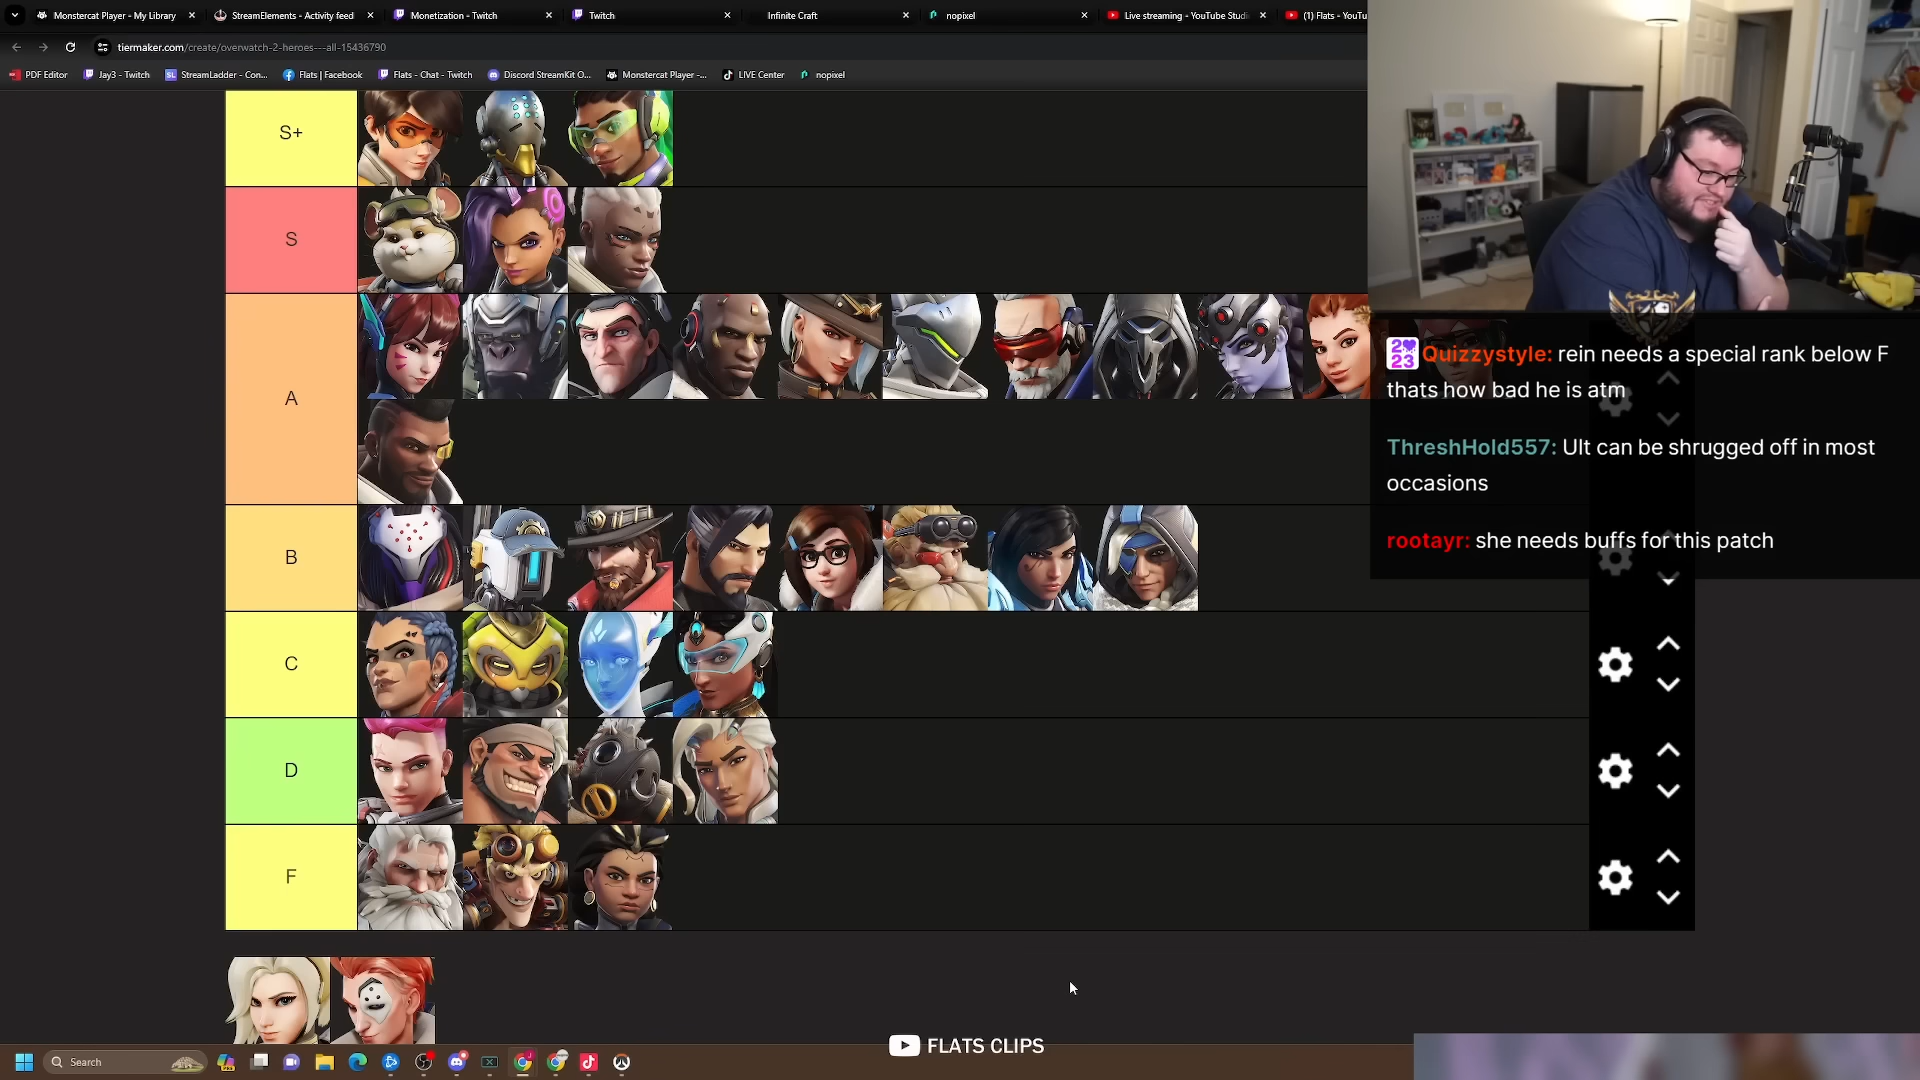 Monstercat Player - My Library
StreamElements - Activity feed
Monetization - Twitch
Twitch
Infinite Craft
nopixel
Live streaming - YouTube Studi
(1) Flats - YouTu
tiermaker.com/create/overwatch-2-heroes---all-15436790
PDF Editor
Jay3 - Twitch
StreamLadder - Con...
Flats | Facebook
Flats - Chat - Twitch
Discord StreamKit O...
Monstercat Player -...
LIVE Center
nopixel
S+
S
A
B
C
D
F
20
23
Quizzystyle: rein needs a special rank below F
thats how bad he is atm
ThreshHold557: Ult can be shrugged off in most
occasions
rootayr: she needs buffs for this patch
FLATS CLIPS
Search